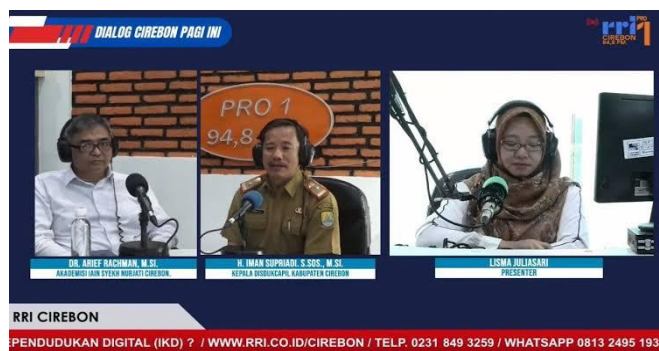 DIALOG CIREBON PAGI INI
rri PRO 1
CIREBON
94,8 FM
PRO 1
94,8
DR. ARIEF RACHMAN, M.SI.
AKADEMISI IAIN SYEKH NURJATI CIREBON.
H. IMAN SUPRIADI. S.SOS., M.SI.
KEPALA DISDUKCAPIL KABUPATEN CIREBON
LISMA JULIASARI
PRESENTER
RRI CIREBON
EPENDUDUKAN DIGITAL (IKD) ? / WWW.RRI.CO.ID/CIREBON / TELP. 0231 849 3259 / WHATSAPP 0813 2495 193